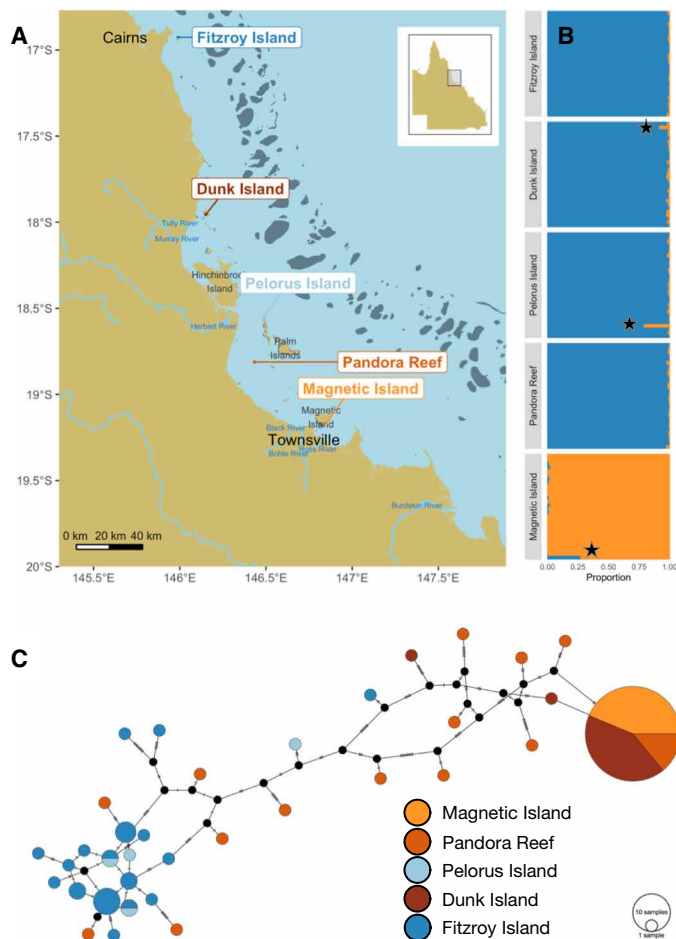 A
B
17°S
Cairns
Fitzroy Island
17.5°S
Dunk Island
18°S
Tully River
Murray River
Hinchinbrook
Island
Pelorus Island
18.5°S
Herbert River
Palm
Islands
Pandora Reef
Magnetic Island
19°S
Magnetic
Island
Black River
Townsville
Ross River
Bohle River
19.5°S
Burdekin River
0 km 20 km 40 km
20°S
145.5°E 146°E 146.5°E 147°E 147.5°E
Fitzroy Island
Dunk Island
Pelorus Island
Pandora Reef
Magnetic Island
0.00 0.25 0.50 0.75 1.00
Proportion
C
Magnetic Island
Pandora Reef
Pelorus Island
Dunk Island
Fitzroy Island
10 samples
1 sample